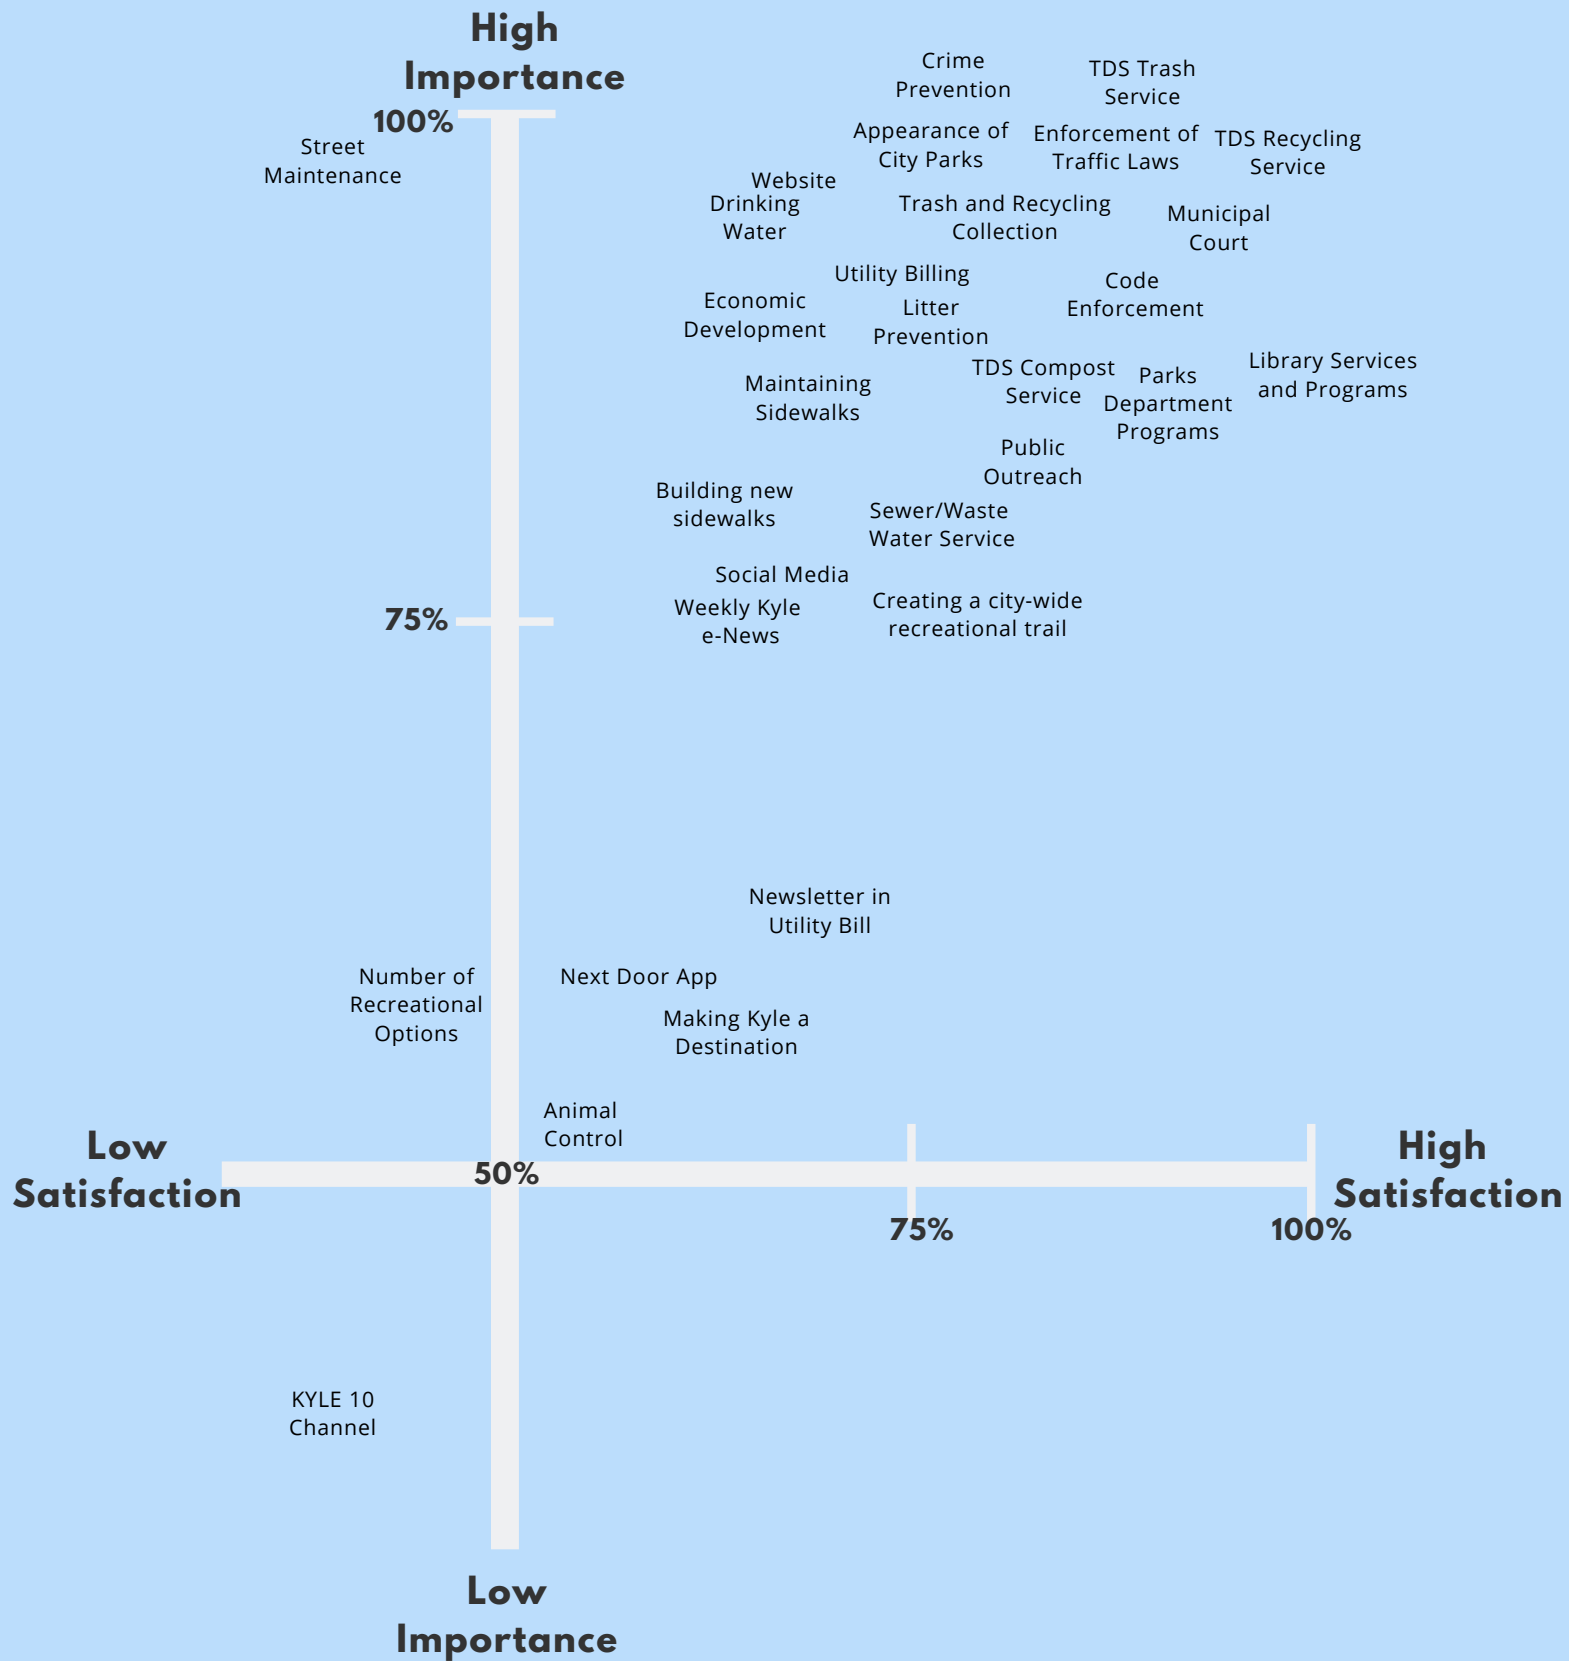 High
Importance
100%
Crime
Prevention
TDS Trash
Service
Street
Maintenance
Appearance of
City Parks
Enforcement of
Traffic Laws
TDS Recycling
Service
Website
Drinking
Water
Trash and Recycling
Collection
Municipal
Court
Utility Billing
Code
Enforcement
Economic
Development
Litter
Prevention
Maintaining
Sidewalks
TDS Compost
Service
Parks
Department
Programs
Library Services
and Programs
Public
Outreach
Building new
sidewalks
Sewer/Waste
Water Service
Social Media
Weekly Kyle
e-News
Creating a city-wide
recreational trail
75%
Newsletter in
Utility Bill
Number of
Recreational
Options
Next Door App
Making Kyle a
Destination
Animal
Control
Low
Satisfaction
50%
75%
100%
High
Satisfaction
KYLE 10
Channel
Low
Importance